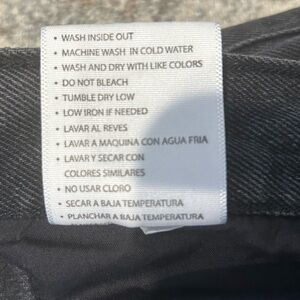 • WASH INSIDE OUT
• MACHINE WASH IN COLD WATER
• WASH AND DRY WITH LIKE COLORS
• DO NOT BLEACH
• TUMBLE DRY LOW
• LOW IRON IF NEEDED
• LAVAR AL REVES
• LAVAR A MAQUINA CON AGUA FRIA
• LAVAR Y SECAR CON
COLORES SIMILARES
• NO USAR CLORO
• SECAR A BAJA TEMPERATURA
• PLANCHAR A BAJA TEMPERATURA